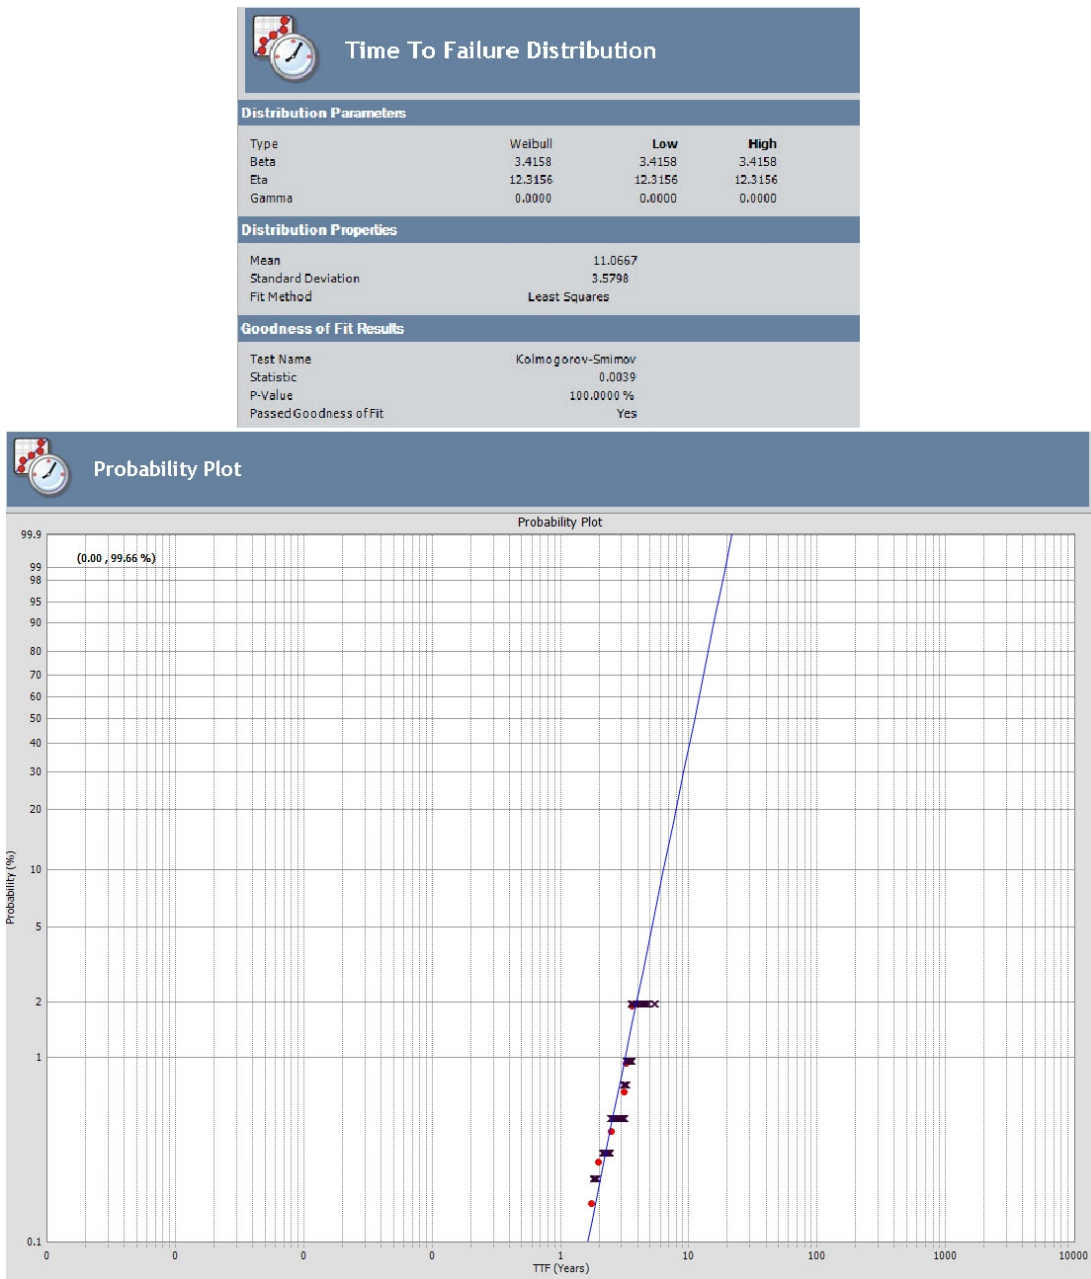 Time To Failure Distribution
Distribution Parameters
Type Weibull Low High
Beta 3.4158 3.4158 3.4158
Eta 12.3156 12.3156 12.3156
Gamma 0.0000 0.0000 0.0000
Distribution Properties
Mean 11.0667
Standard Deviation 3.5798
Fit Method Least Squares
Goodness of Fit Results
Test Name Kolmogorov-Smirnov
Statistic 0.0039
P-Value 100.0000 %
Passed Goodness of Fit Yes
Probability Plot
Probability Plot
(0.00 , 99.66 %)
99.9
99
98
95
90
80
70
60
50
40
30
20
10
5
2
1
0.1
Probability (%)
0 0 0 0 1 10 100 1000 10000
TTF (Years)